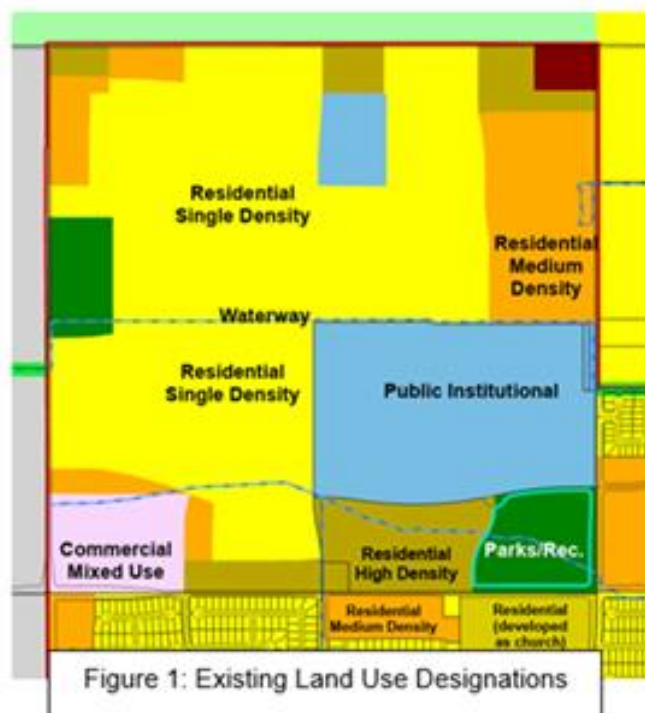 Residential
Single Density
Residential
Medium
Density
Waterway
Residential
Single Density
Public Institutional
Commercial
Mixed Use
Residential
High Density
Parks/Rec.
Residential
Medium Density
Residential
(developed
as church)
Figure 1: Existing Land Use Designations